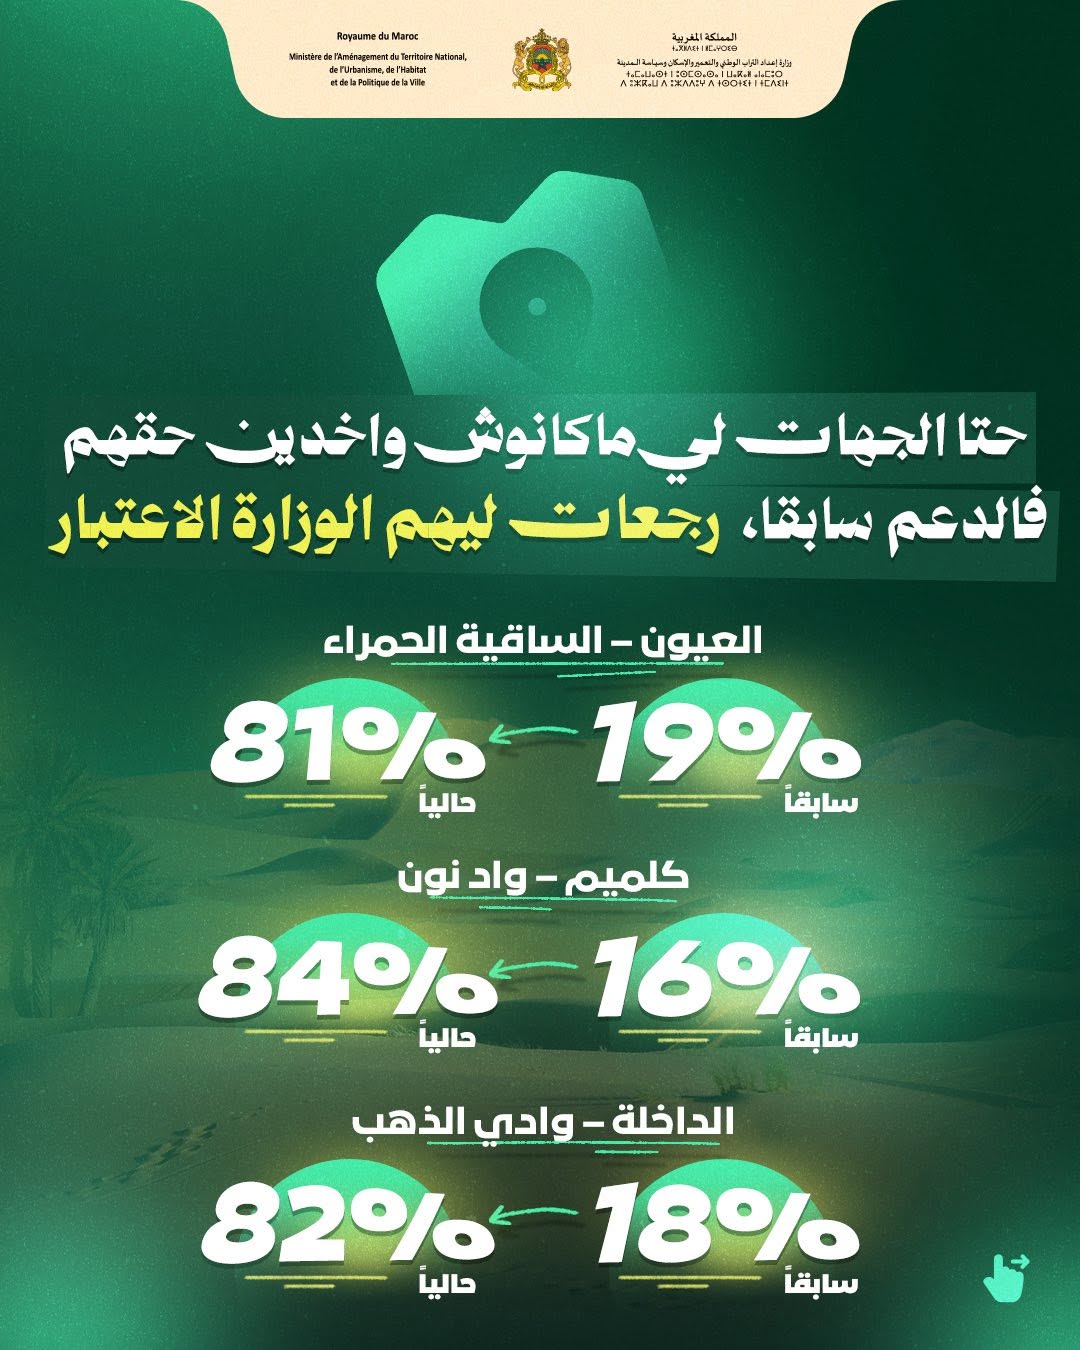 المملكة المغربية
ⵜⴰⴳⵍⴷⵉⵜ ⵏ ⵍⵎⵖⵔⵉⴱ
وزارة إعداد التراب الوطني والتعمير والإسكان وسياسة المدينة
Royaume du Maroc
Ministère de l'Aménagement du Territoire National,
de l'Urbanisme, de l'Habitat
et de la Politique de la Ville
حتا الجهات لي ماكانوش واخدين حقهم
فالدعم سابقا، رجعات ليهم الوزارة الاعتبار
العيون – الساقية الحمراء
19% 81%
سابقاً حالياً
كلميم – واد نون
16% 84%
سابقاً حالياً
الداخلة – وادي الذهب
18% 82%
سابقاً حالياً